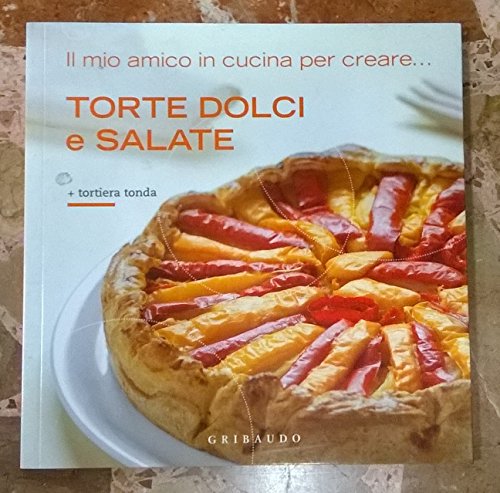 Il mio amico in cucina per creare...
TORTE DOLCI
e SALATE
+ tortiera tonda
GRIBAUDO